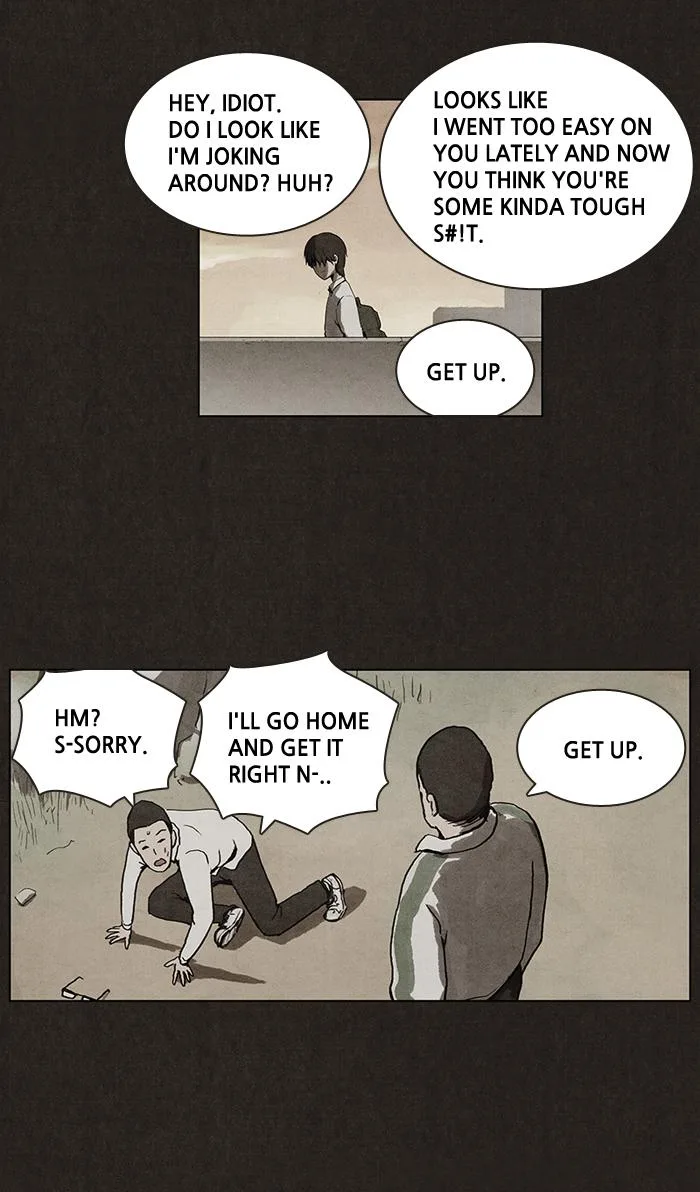 HEY, IDIOT.
DO I LOOK LIKE
I'M JOKING
AROUND? HUH?
LOOKS LIKE
I WENT TOO EASY ON
YOU LATELY AND NOW
YOU THINK YOU'RE
SOME KINDA TOUGH
S#!T.
GET UP.
HM?
S-SORRY.
I'LL GO HOME
AND GET IT
RIGHT N-..
GET UP.